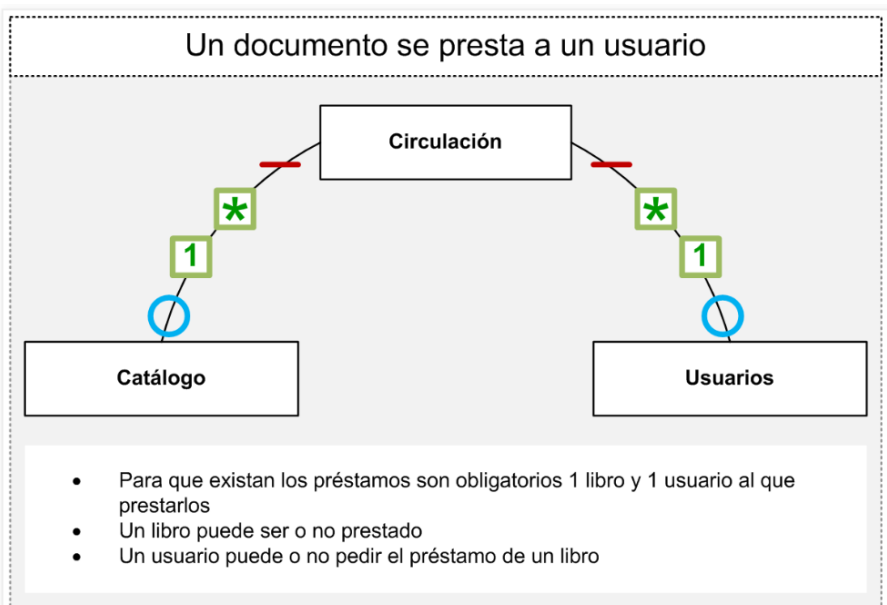 Un documento se presta a un usuario
Circulación
* *
1 1
Catálogo Usuarios
• Para que existan los préstamos son obligatorios 1 libro y 1 usuario al que
prestarlos
• Un libro puede ser o no prestado
• Un usuario puede o no pedir el préstamo de un libro